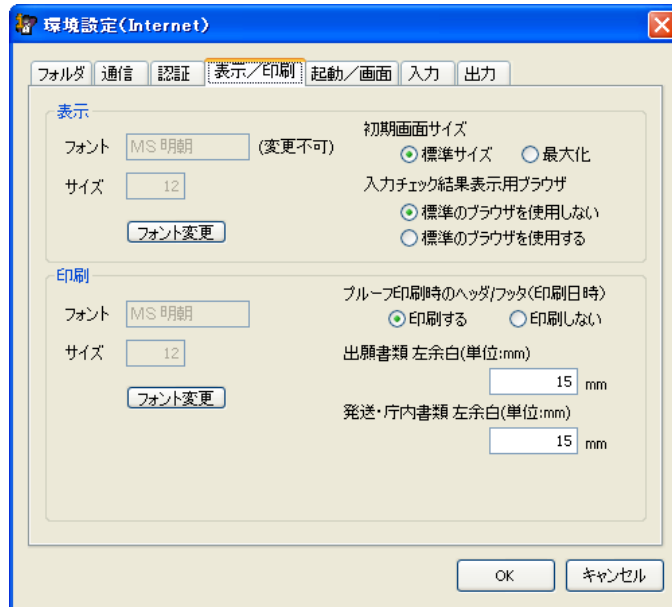 環境設定(Internet)
フォルダ 通信 認証 表示／印刷 起動／画面 入力 出力
表示
フォント MS 明朝 (変更不可)
サイズ 12
フォント変更
初期画面サイズ
標準サイズ 最大化
入力チェック結果表示用ブラウザ
標準のブラウザを使用しない
標準のブラウザを使用する
印刷
フォント MS 明朝
サイズ 12
フォント変更
プルーフ印刷時のヘッダ/フッタ(印刷日時)
印刷する 印刷しない
出願書類 左余白(単位:mm)
15 mm
発送・庁内書類 左余白(単位:mm)
15 mm
OK キャンセル